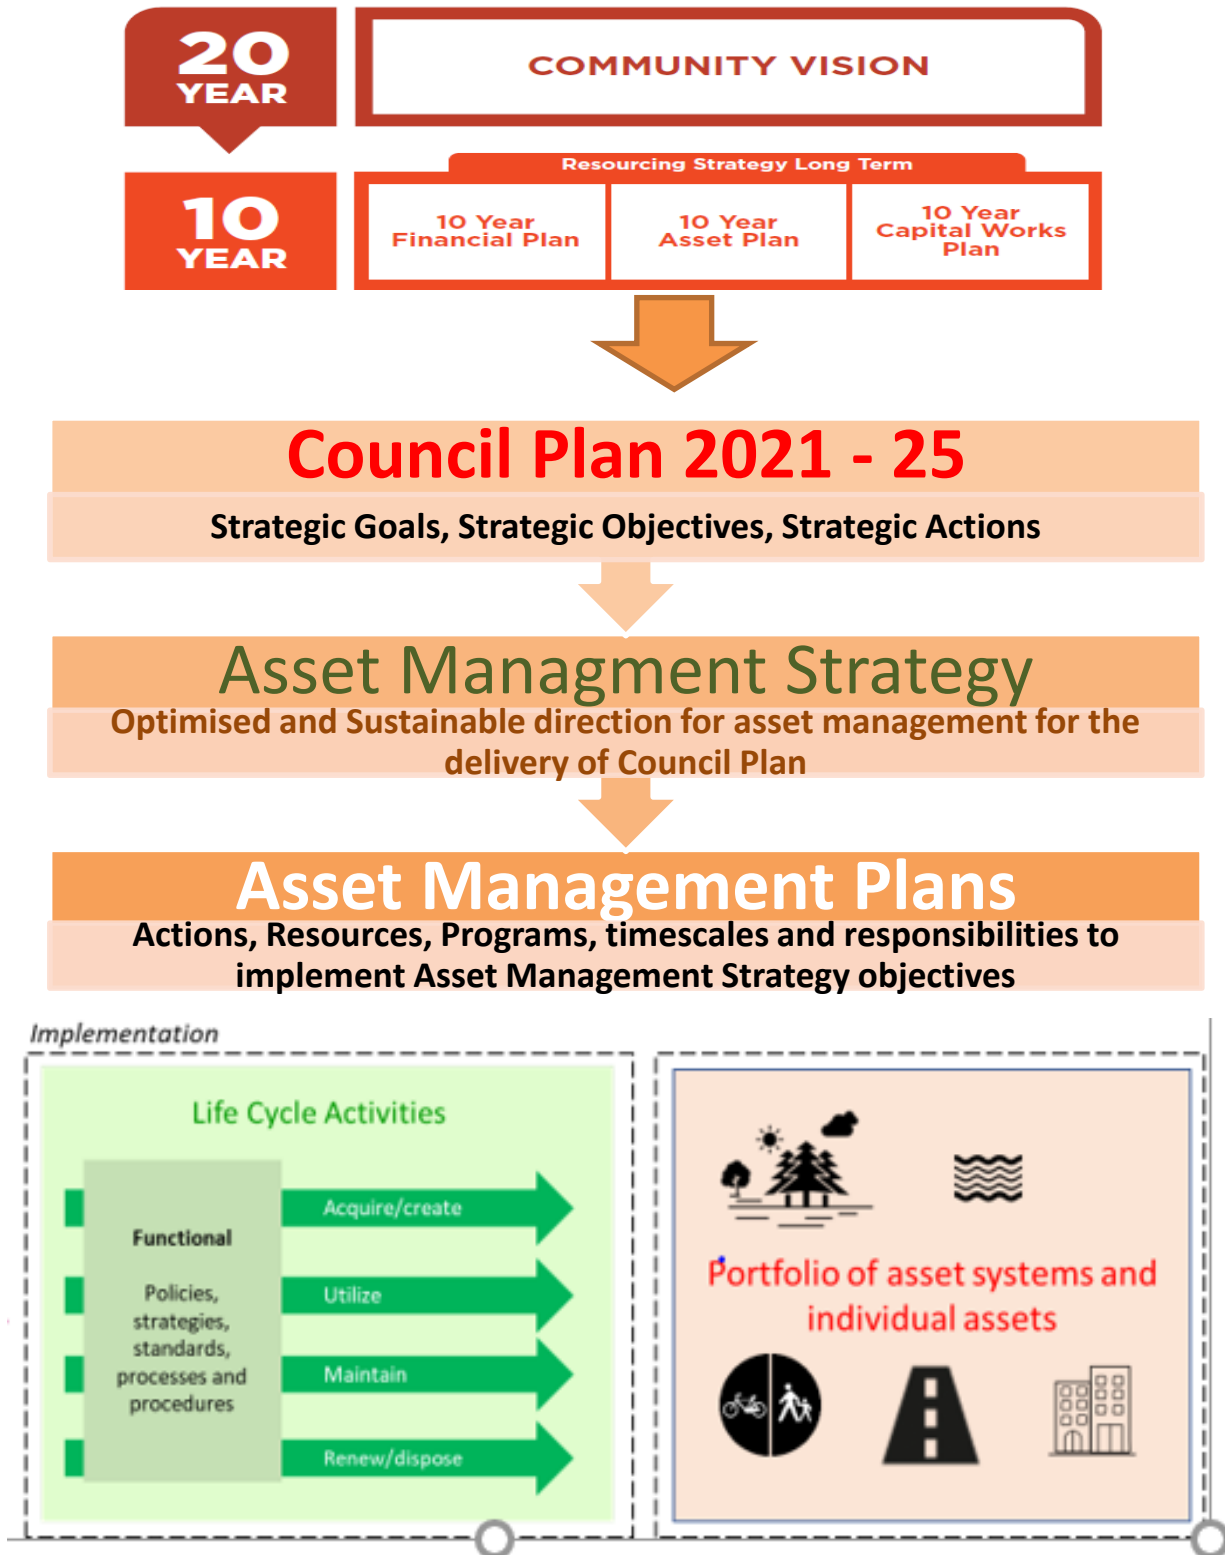 20
YEAR
COMMUNITY VISION
Resourcing Strategy Long Term
10
YEAR
10 Year
Financial Plan
10 Year
Asset Plan
10 Year
Capital Works
Plan
Council Plan 2021 - 25
Strategic Goals, Strategic Objectives, Strategic Actions
Asset Managment Strategy
Optimised and Sustainable direction for asset management for the
delivery of Council Plan
Asset Management Plans
Actions, Resources, Programs, timescales and responsibilities to
implement Asset Management Strategy objectives
Implementation
Life Cycle Activities
Functional
Policies,
strategies,
standards,
processes and
procedures
Acquire/create
Utilize
Maintain
Renew/dispose
Portfolio of asset systems and
individual assets